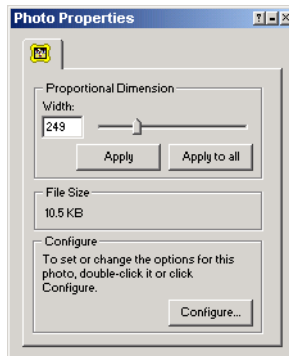 Photo Properties
Proportional Dimension
Width:
249
Apply
Apply to all
File Size
10.5 KB
Configure
To set or change the options for this
photo, double-click it or click
Configure.
Configure...